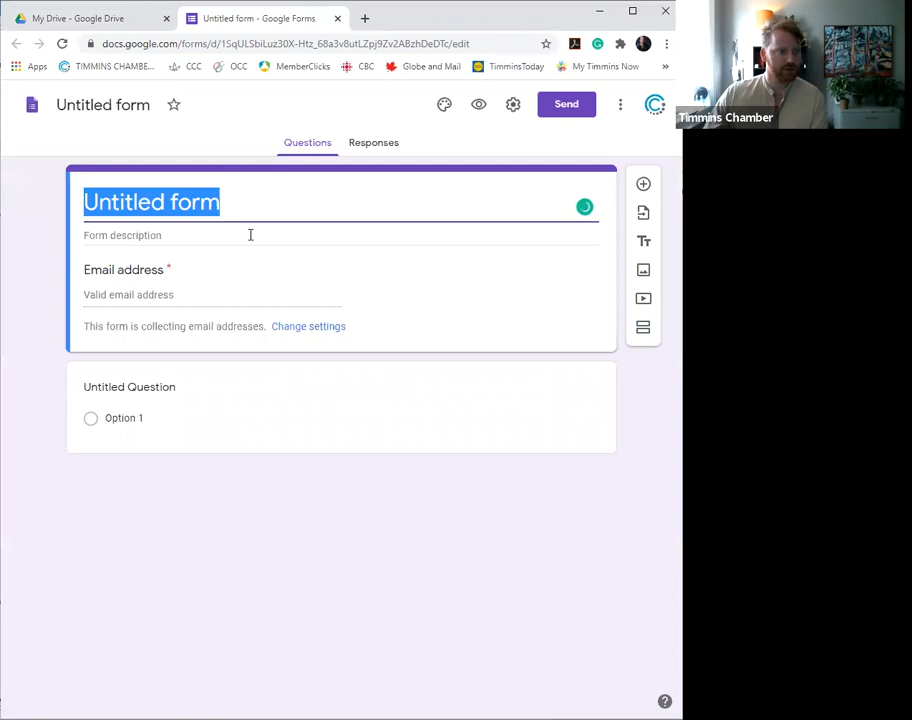 My Drive - Google Drive
Untitled form - Google Forms
docs.google.com/forms/d/1SqULSbiLuz30X-Htz_68a3v8utLZpj9Zv2ABzhDeDTc/edit
Apps
TIMMINS CHAMBE...
CCC
OCC
MemberClicks
CBC
Globe and Mail
TimminsToday
My Timmins Now
»
Untitled form
Send
Timmins Chamber
Questions
Responses
Untitled form
Form description
Email address *
Valid email address
This form is collecting email addresses. Change settings
Untitled Question
Option 1
Tт